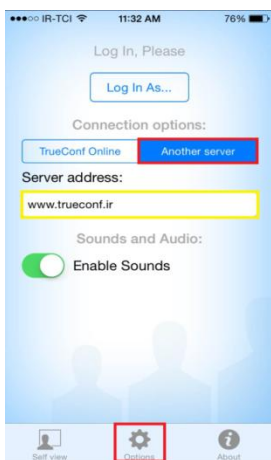 IR-TCI 11:32 AM 76%
Log In, Please
Log In As...
Connection options:
TrueConf Online Another server
Server address:
www.trueconf.ir
Sounds and Audio:
Enable Sounds
Self view Options About